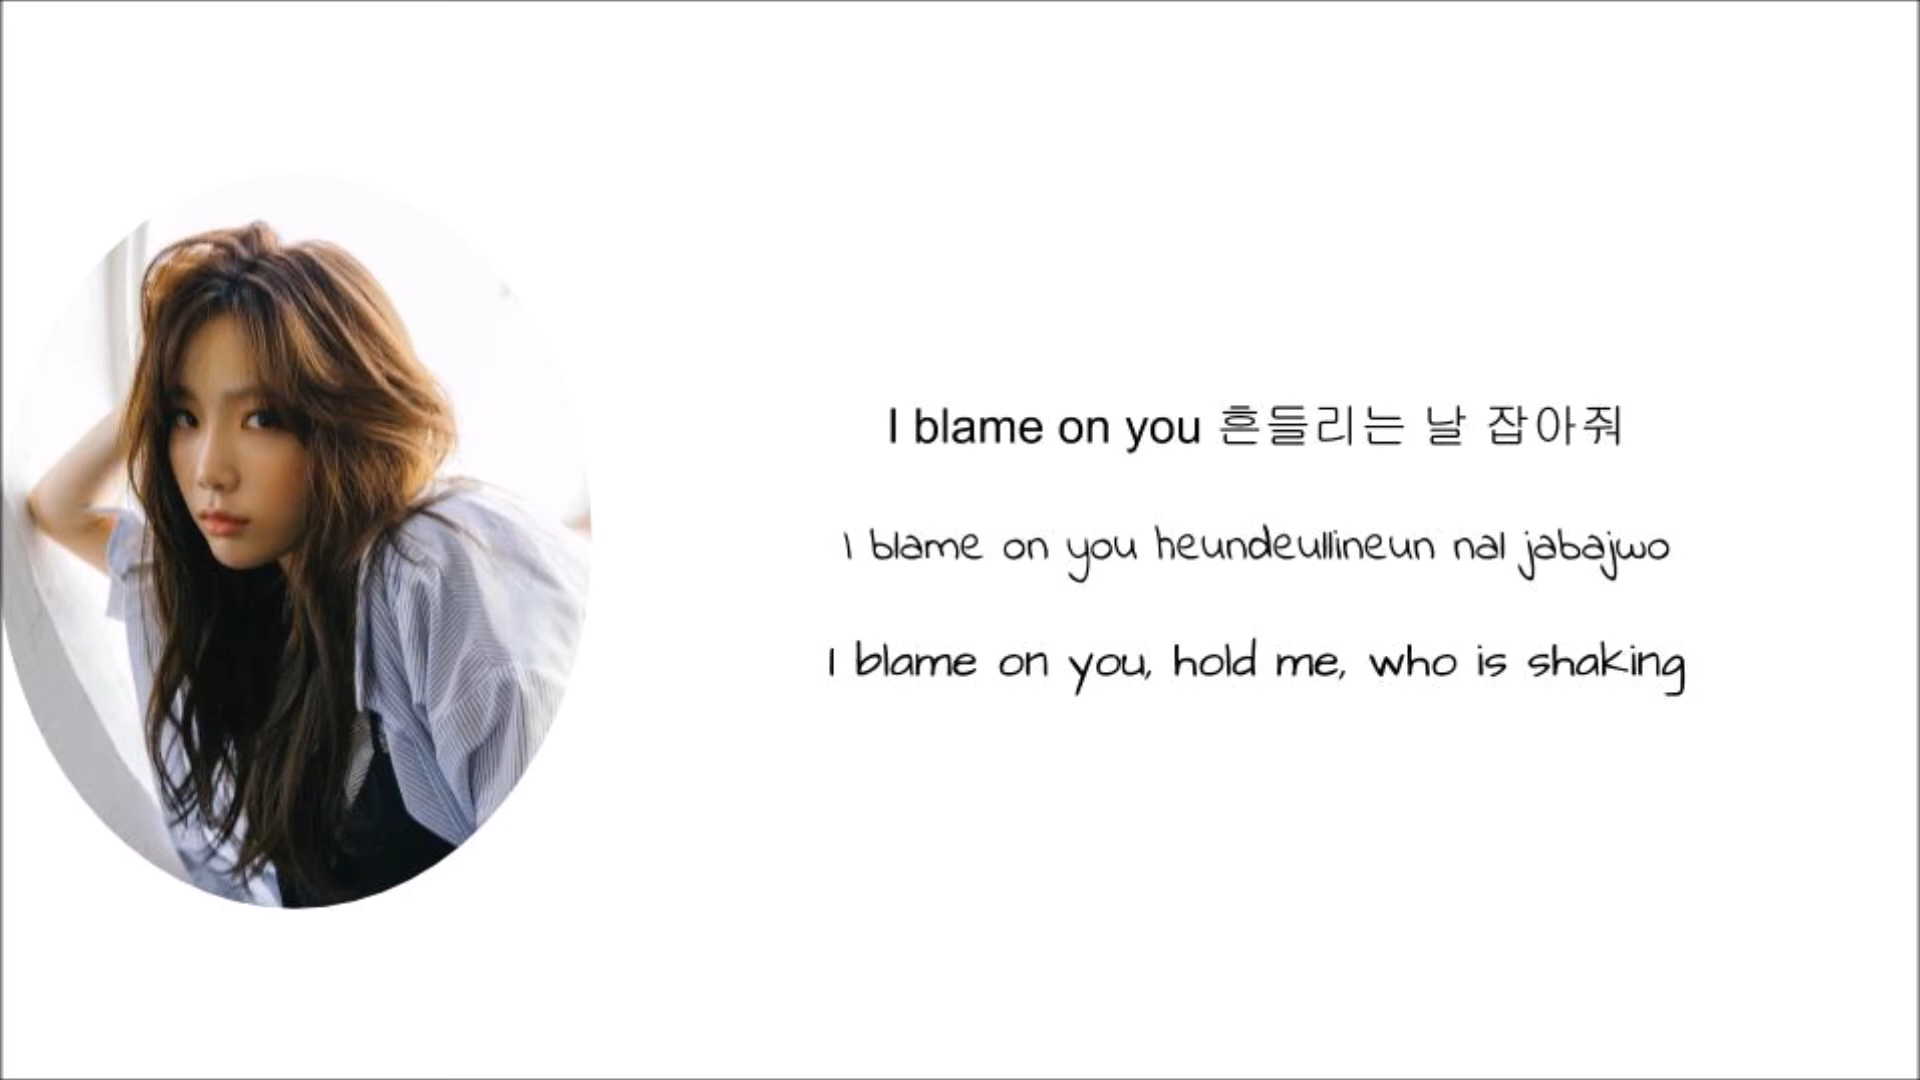 I blame on you 흔들리는 날 잡아줘
I blame on you heundeullineun nal jabajwo
I blame on you, hold me, who is shaking